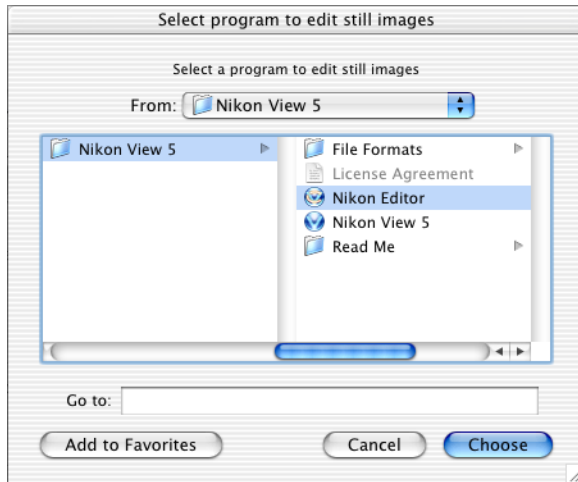 Select program to edit still images
Select a program to edit still images
From: Nikon View 5
Nikon View 5
File Formats
License Agreement
Nikon Editor
Nikon View 5
Read Me
Go to:
Add to Favorites
Cancel
Choose